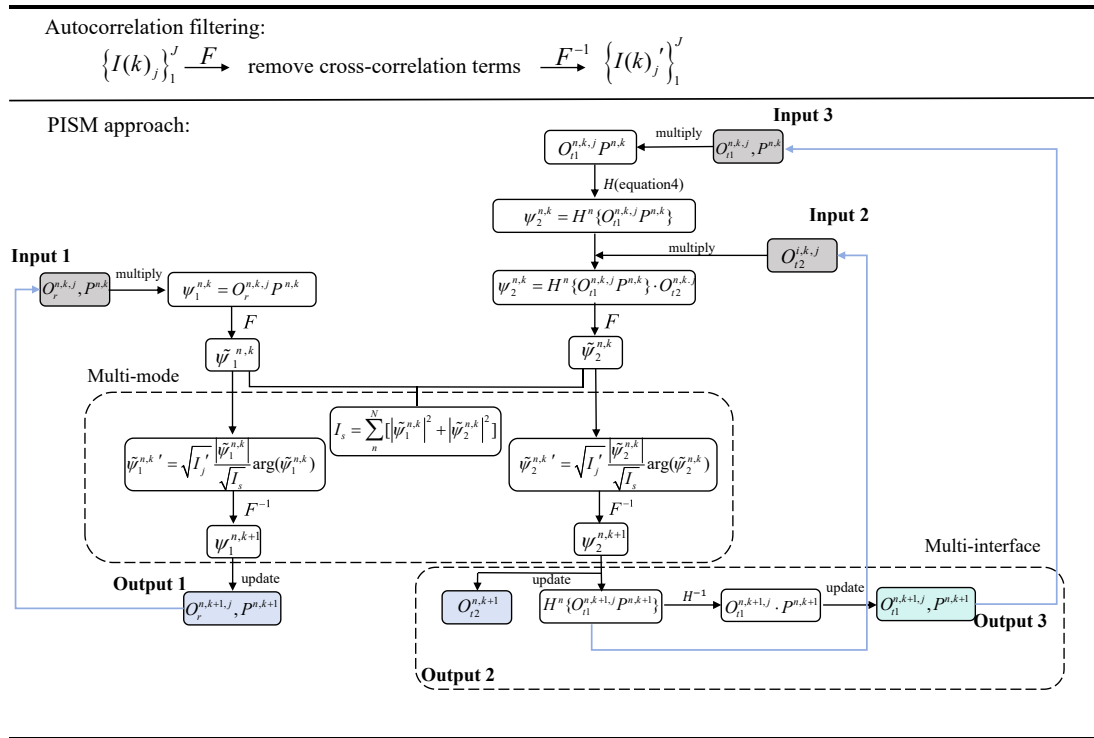 Autocorrelation filtering:
{I(k)_j}_1^J F remove cross-correlation terms F^{-1} {I(k)_j'}_1^J
PISM approach:
Input 3
O_{t1}^{n,k,j} P^{n,k} multiply O_{t1}^{n,k,j}, P^{n,k}
H(equation4)
ψ_2^{n,k} = H^n{O_{t1}^{n,k,j} P^{n,k}}
Input 2
multiply O_{t2}^{i,k,j}
Input 1
O_r^{n,k,j}, P^{n,k} multiply ψ_1^{n,k} = O_r^{n,k,j} P^{n,k}
ψ_2^{n,k} = H^n{O_{t1}^{n,k,j} P^{n,k}} · O_{t2}^{n,k.j}
F
F
ψ̃_1^{n,k}
ψ̃_2^{n,k}
Multi-mode
I_s = ∑_n^N [|ψ̃_1^{n,k}|^2 + |ψ̃_2^{n,k}|^2]
ψ̃_1^{n,k}' = √I_j' |ψ̃_1^{n,k}| / √I_s arg(ψ̃_1^{n,k})
ψ̃_2^{n,k}' = √I_j' |ψ̃_2^{n,k}| / √I_s arg(ψ̃_2^{n,k})
F^{-1}
F^{-1}
ψ_1^{n,k+1}
ψ_2^{n,k+1}
Multi-interface
Output 1
update
O_r^{n,k+1,j}, P^{n,k+1}
update
O_{t2}^{n,k+1}
H^n{O_{t1}^{n,k+1,j} P^{n,k+1}} H^{-1} O_{t1}^{n,k+1,j} · P^{n,k+1} update O_{t1}^{n,k+1,j}, P^{n,k+1}
Output 3
Output 2